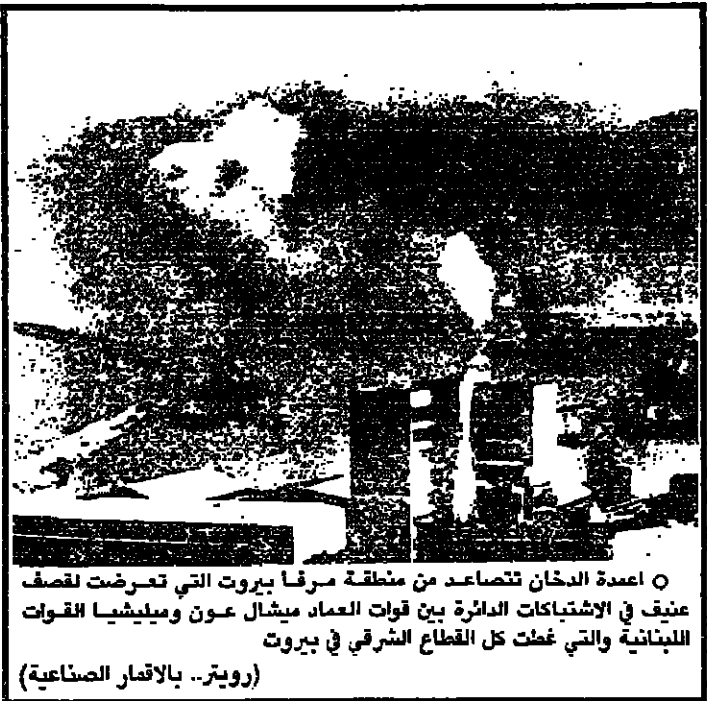 ○ اعمدة الدخان تتصاعد من منطقة مرفأ بيروت التي تعرضت لقصف
عنيف في الاشتباكات الدائرة بين قوات العماد ميشال عون وميليشيا القوات
اللبنانية والتي غطت كل القطاع الشرقي في بيروت
(رويتر.. بالاقمار الصناعية)